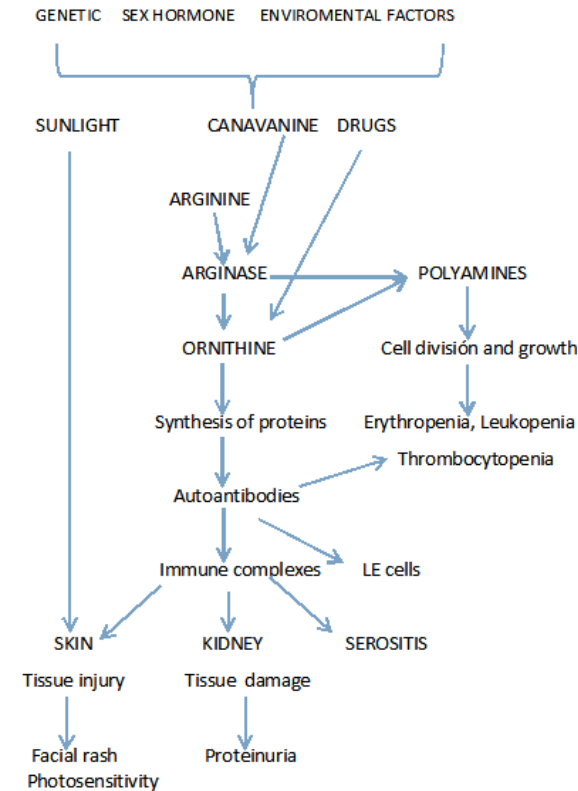 GENETIC SEX HORMONE ENVIROMENTAL FACTORS
SUNLIGHT CANAVANINE DRUGS
ARGININE
ARGINASE POLYAMINES
ORNITHINE Cell división and growth
Synthesis of proteins Erythropenia, Leukopenia
Thrombocytopenia
Autoantibodies
Immune complexes LE cells
SKIN KIDNEY SEROSITIS
Tissue injury Tissue damage
Facial rash Proteinuria
Photosensitivity